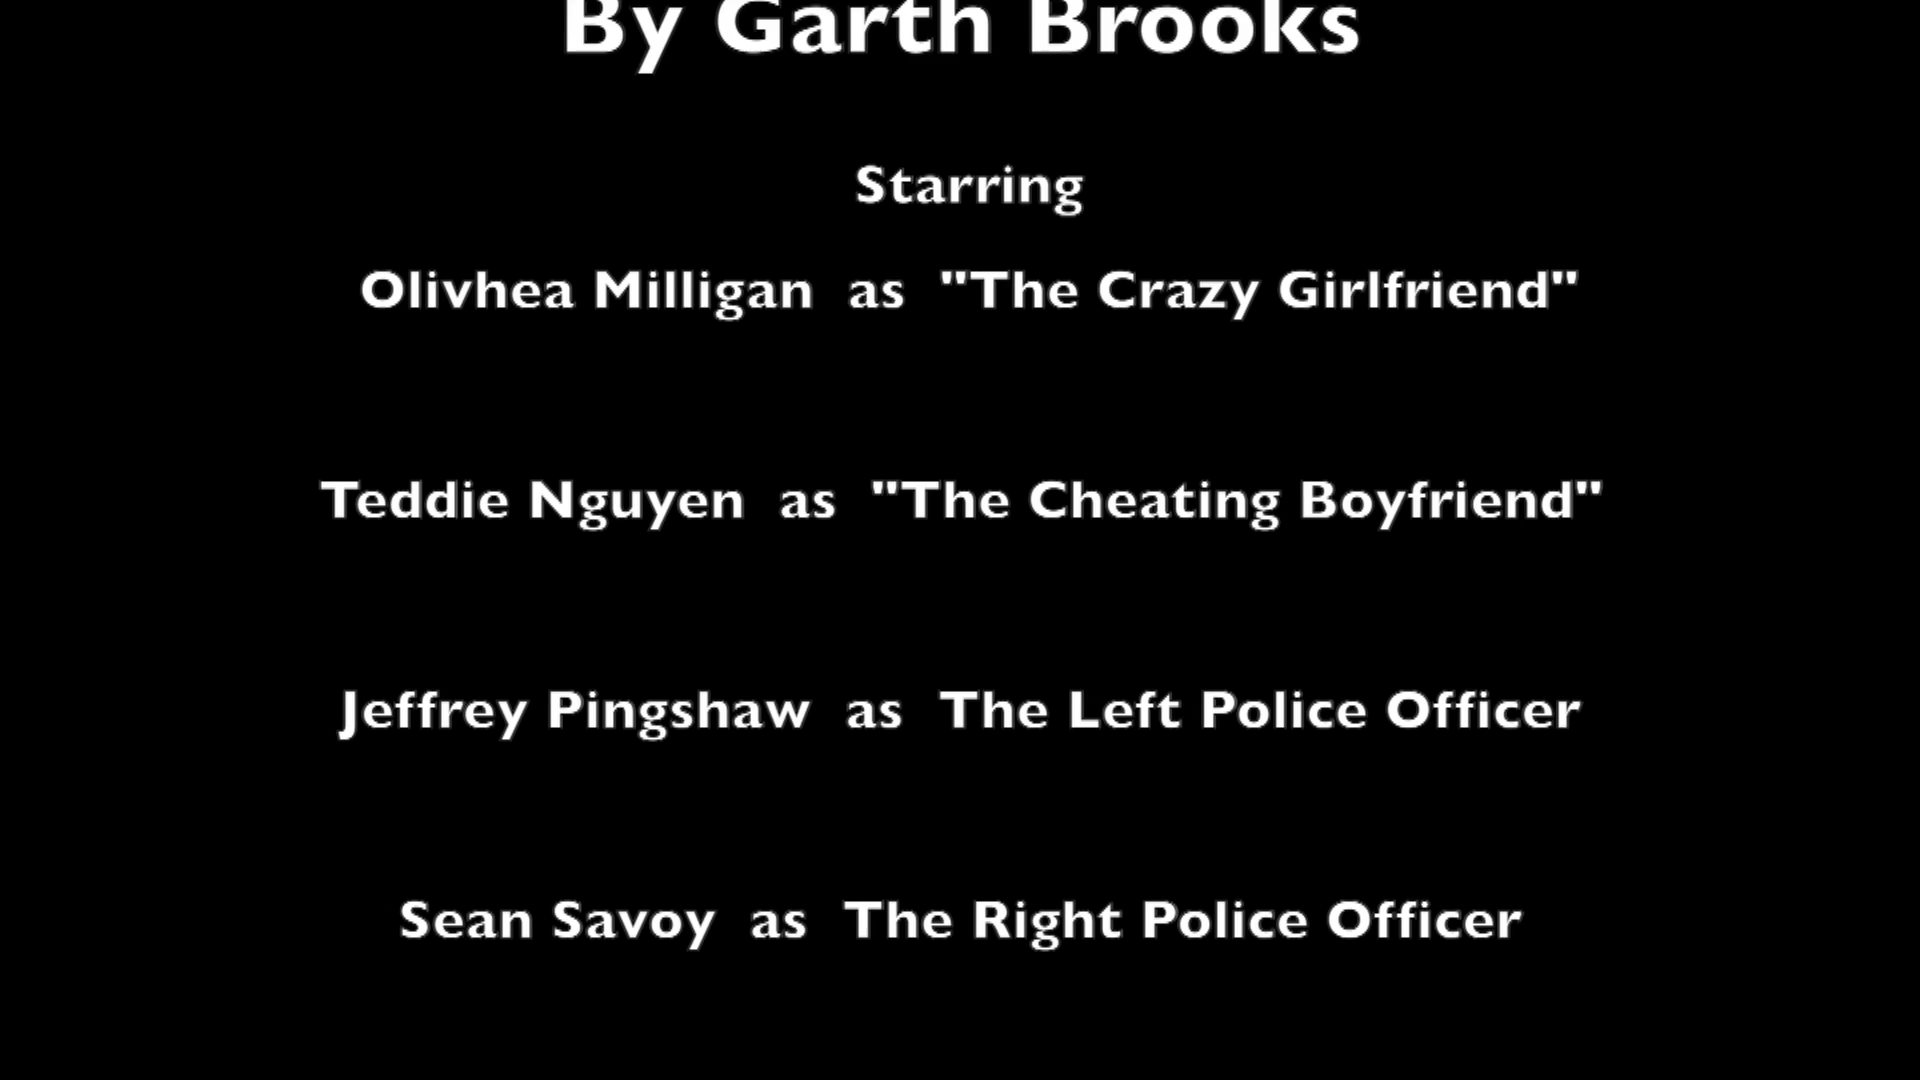 By Garth Brooks
Starring
Olivhea Milligan as "The Crazy Girlfriend"
Teddie Nguyen as "The Cheating Boyfriend"
Jeffrey Pingshaw as The Left Police Officer
Sean Savoy as The Right Police Officer